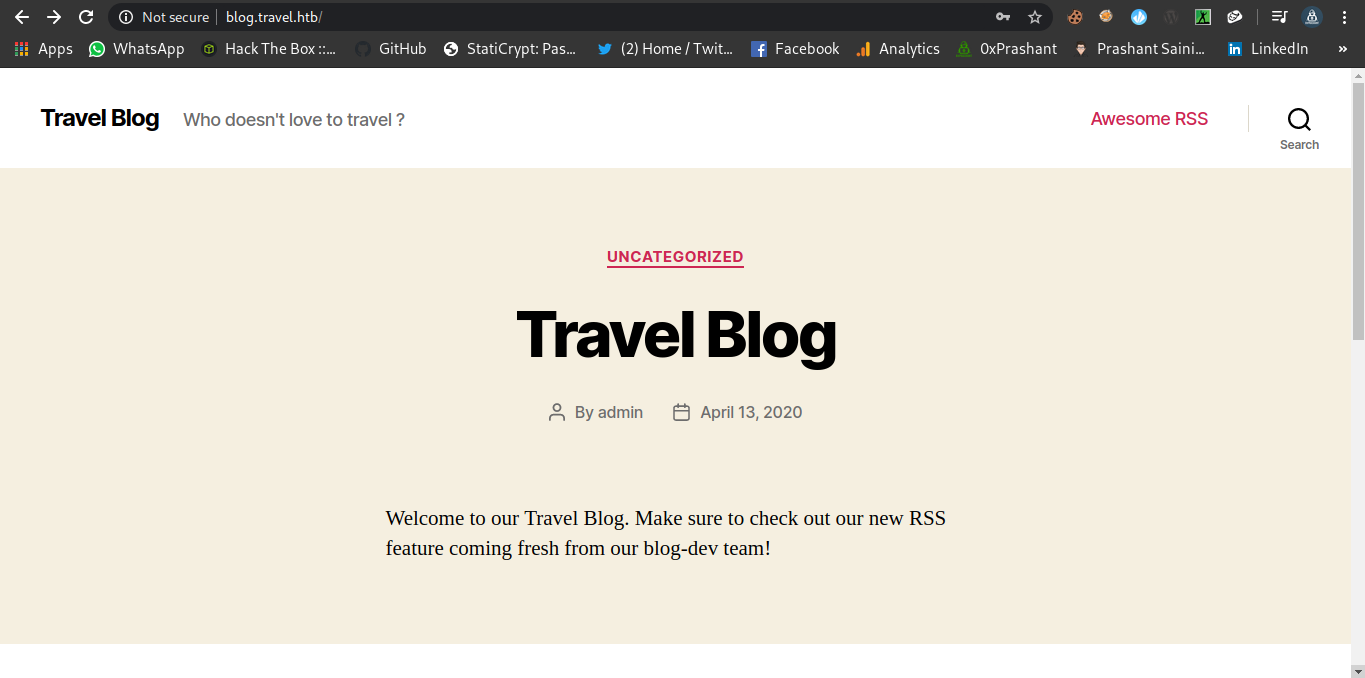 Not secure blog.travel.htb/
Apps WhatsApp Hack The Box ::... GitHub StatiCrypt: Pas... (2) Home / Twit... Facebook Analytics 0xPrashant Prashant Saini... LinkedIn »
Travel Blog Who doesn't love to travel ? Awesome RSS
Search
UNCATEGORIZED
Travel Blog
By admin April 13, 2020
Welcome to our Travel Blog. Make sure to check out our new RSS
feature coming fresh from our blog-dev team!